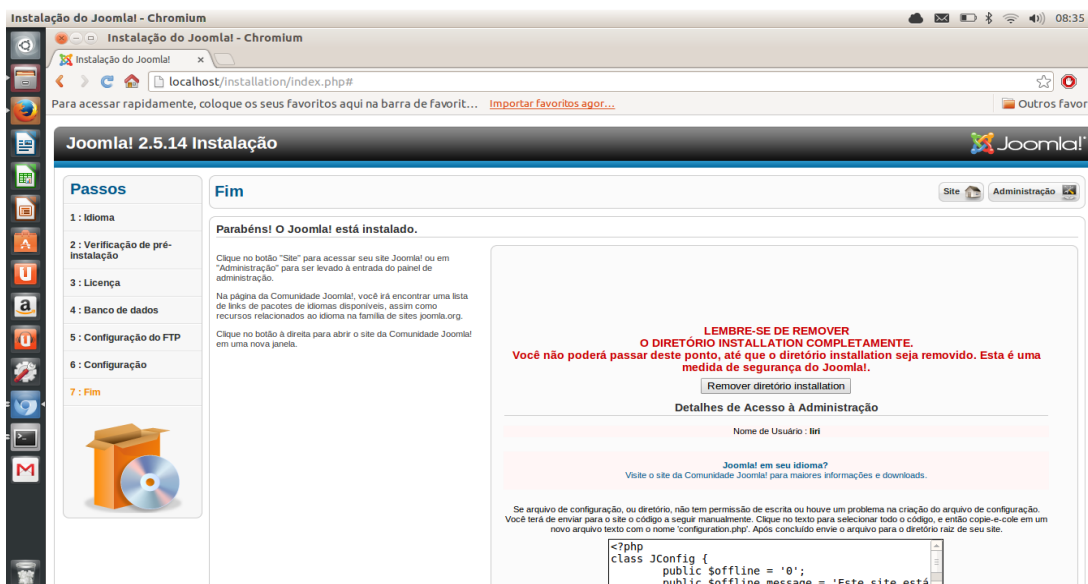 Instalação do Joomla! - Chromium
08:35
Instalação do Joomla! - Chromium
Instalação do Joomla!
localhost/installation/index.php#
Para acessar rapidamente, coloque os seus favoritos aqui na barra de favorit... Importar favoritos agor...
Outros favor
Joomla! 2.5.14 Instalação
Joomla!
Passos
1 : Idioma
2 : Verificação de pré-
instalação
3 : Licença
4 : Banco de dados
5 : Configuração do FTP
6 : Configuração
7 : Fim
Fim
Site
Administração
Parabéns! O Joomla! está instalado.
Clique no botão "Site" para acessar seu site Joomla! ou em
"Administração" para ser levado à entrada do painel de
administração.
Na página da Comunidade Joomla!, você irá encontrar uma lista
de links de pacotes de idiomas disponíveis, assim como
recursos relacionados ao idioma na família de sites joomla.org.
Clique no botão à direita para abrir o site da Comunidade Joomla!
em uma nova janela.
LEMBRE-SE DE REMOVER
O DIRETÓRIO INSTALLATION COMPLETAMENTE.
Você não poderá passar deste ponto, até que o diretório installation seja removido. Esta é uma
medida de segurança do Joomla!.
Remover diretório installation
Detalhes de Acesso à Administração
Nome de Usuário : liri
Joomla! em seu idioma?
Visite o site da Comunidade Joomla! para maiores informações e downloads.
Se arquivo de configuração, ou diretório, não tem permissão de escrita ou houve um problema na criação do arquivo de configuração.
Você terá de enviar para o site o código a seguir manualmente. Clique no texto para selecionar todo o código, e então copie-e-cole em um
novo arquivo texto com o nome 'configuration.php'. Após concluído envie o arquivo para o diretório raiz de seu site.
<?php
class JConfig {
public $offline = '0';
public $offline_message = 'Este site está